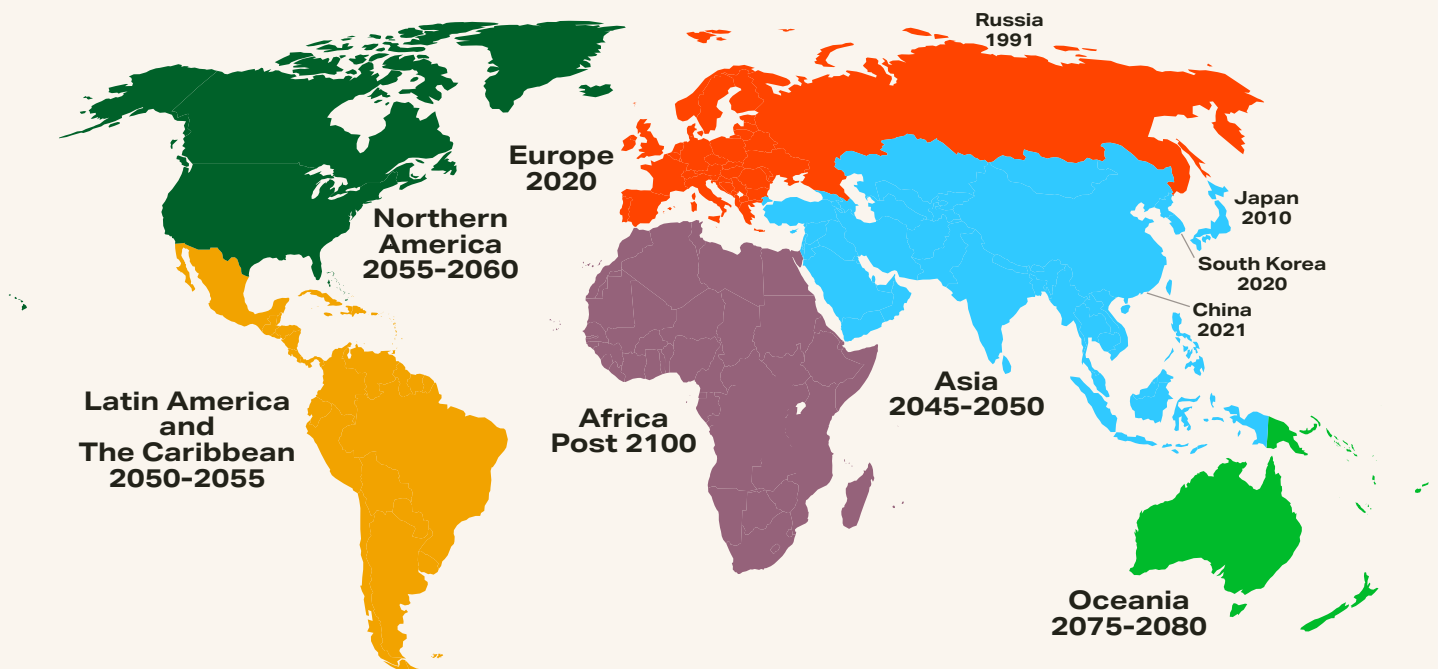 Russia
1991
Europe
2020
Northern
America
2055-2060
Japan
2010
South Korea
2020
China
2021
Latin America
and
The Caribbean
2050-2055
Africa
Post 2100
Asia
2045-2050
Oceania
2075-2080